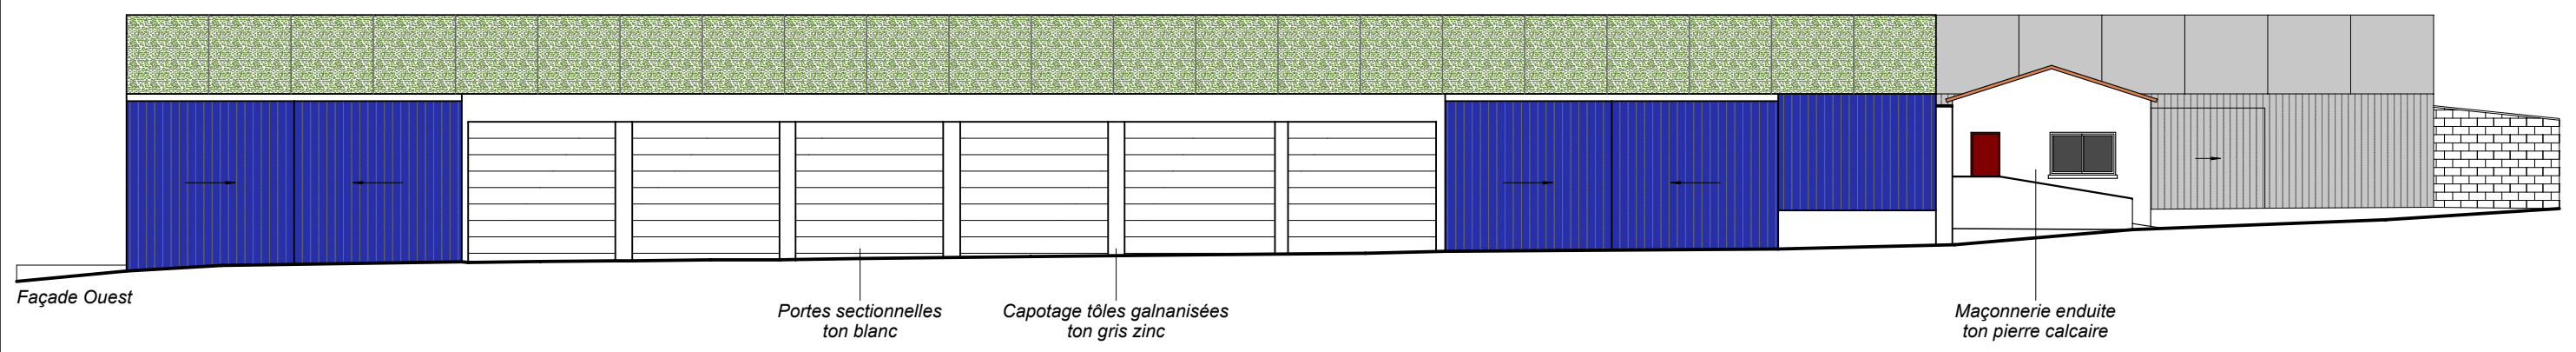 Façade Ouest
Portes sectionnelles
ton blanc
Capotage tôles galnanisées
ton gris zinc
Maçonnerie enduite
ton pierre calcaire